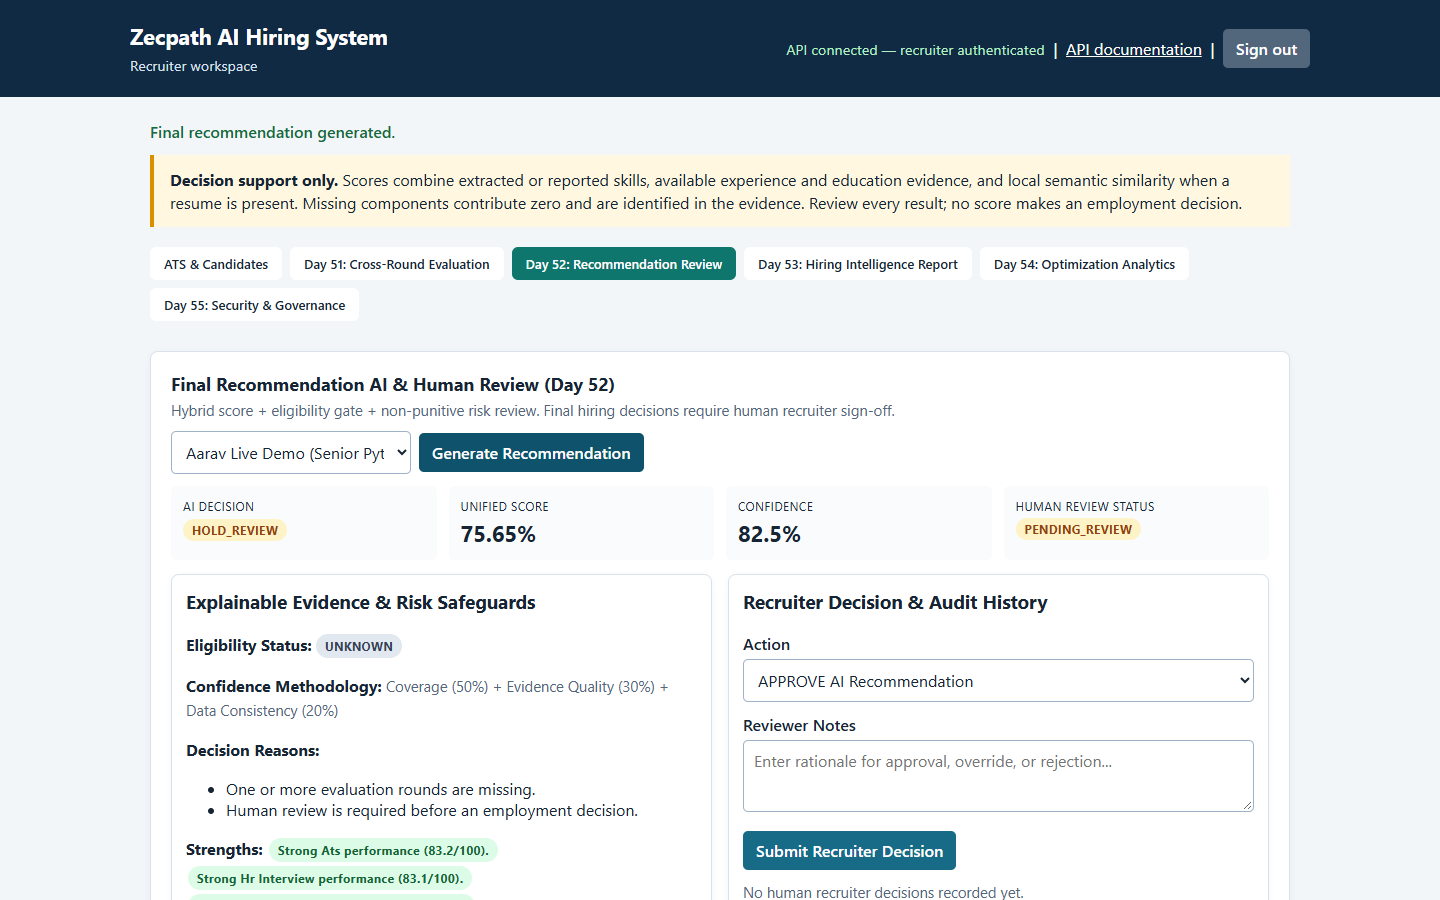 Zecpath AI Hiring System
Recruiter workspace
API connected — recruiter authenticated | API documentation | Sign out
Final recommendation generated.
Decision support only. Scores combine extracted or reported skills, available experience and education evidence, and local semantic similarity when a
resume is present. Missing components contribute zero and are identified in the evidence. Review every result; no score makes an employment decision.
ATS & Candidates
Day 51: Cross-Round Evaluation
Day 52: Recommendation Review
Day 53: Hiring Intelligence Report
Day 54: Optimization Analytics
Day 55: Security & Governance
Final Recommendation AI & Human Review (Day 52)
Hybrid score + eligibility gate + non-punitive risk review. Final hiring decisions require human recruiter sign-off.
Aarav Live Demo (Senior Pyt
Generate Recommendation
AI DECISION
HOLD_REVIEW
UNIFIED SCORE
75.65%
CONFIDENCE
82.5%
HUMAN REVIEW STATUS
PENDING_REVIEW
Explainable Evidence & Risk Safeguards
Eligibility Status: UNKNOWN
Confidence Methodology: Coverage (50%) + Evidence Quality (30%) +
Data Consistency (20%)
Decision Reasons:
• One or more evaluation rounds are missing.
• Human review is required before an employment decision.
Strengths: Strong Ats performance (83.2/100).
Strong Hr Interview performance (83.1/100).
Recruiter Decision & Audit History
Action
APPROVE AI Recommendation
Reviewer Notes
Enter rationale for approval, override, or rejection...
Submit Recruiter Decision
No human recruiter decisions recorded yet.